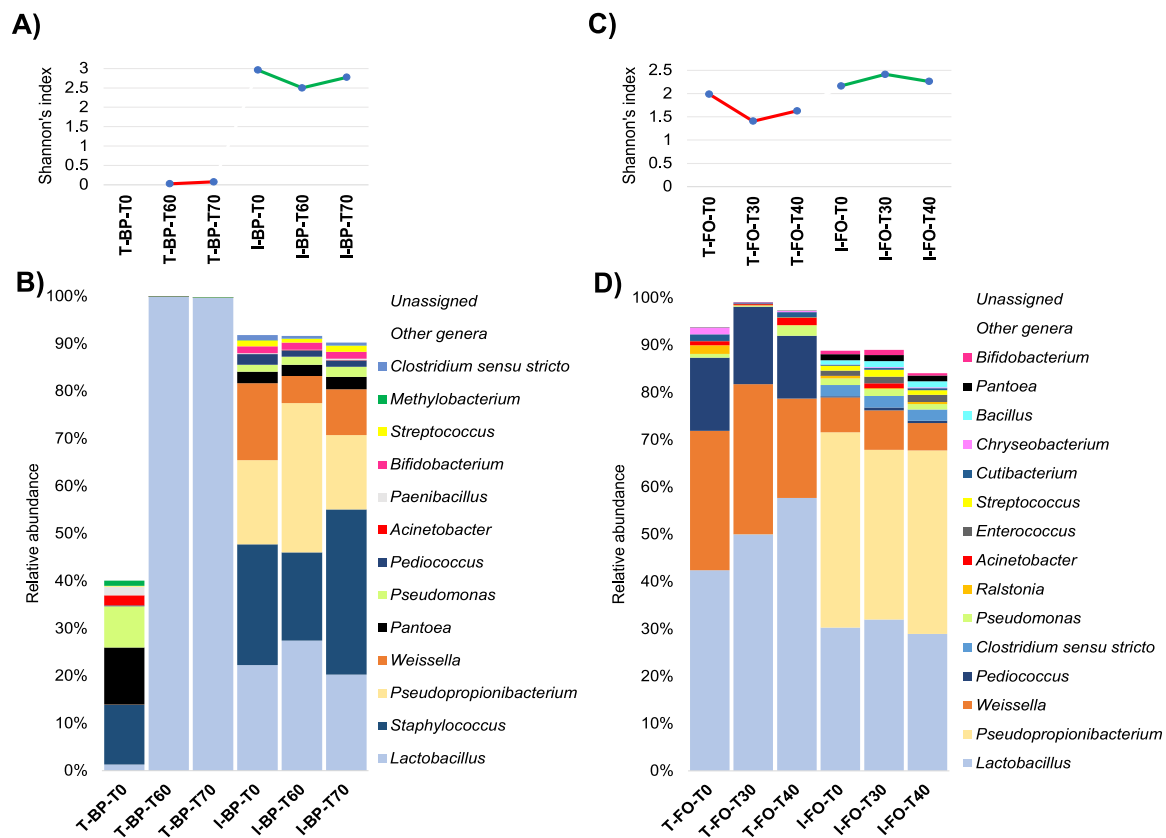 A)
Shannon's index
3
2.5
2
1.5
1
0.5
0
T-BP-T0
T-BP-T60
T-BP-T70
I-BP-T0
I-BP-T60
I-BP-T70
B)
Relative abundance
100%
90%
80%
70%
60%
50%
40%
30%
20%
10%
0%
T-BP-T0
T-BP-T60
T-BP-T70
I-BP-T0
I-BP-T60
I-BP-T70
Unassigned
Other genera
Clostridium sensu stricto
Methylobacterium
Streptococcus
Bifidobacterium
Paenibacillus
Acinetobacter
Pediococcus
Pseudomonas
Pantoea
Weissella
Pseudopropionibacterium
Staphylococcus
Lactobacillus
C)
Shannon's index
2.5
2
1.5
1
0.5
0
T-FO-T0
T-FO-T30
T-FO-T40
I-FO-T0
I-FO-T30
I-FO-T40
D)
Relative abundance
100%
90%
80%
70%
60%
50%
40%
30%
20%
10%
0%
T-FO-T0
T-FO-T30
T-FO-T40
I-FO-T0
I-FO-T30
I-FO-T40
Unassigned
Other genera
Bifidobacterium
Pantoea
Bacillus
Chryseobacterium
Cutibacterium
Streptococcus
Enterococcus
Acinetobacter
Ralstonia
Pseudomonas
Clostridium sensu stricto
Pediococcus
Weissella
Pseudopropionibacterium
Lactobacillus